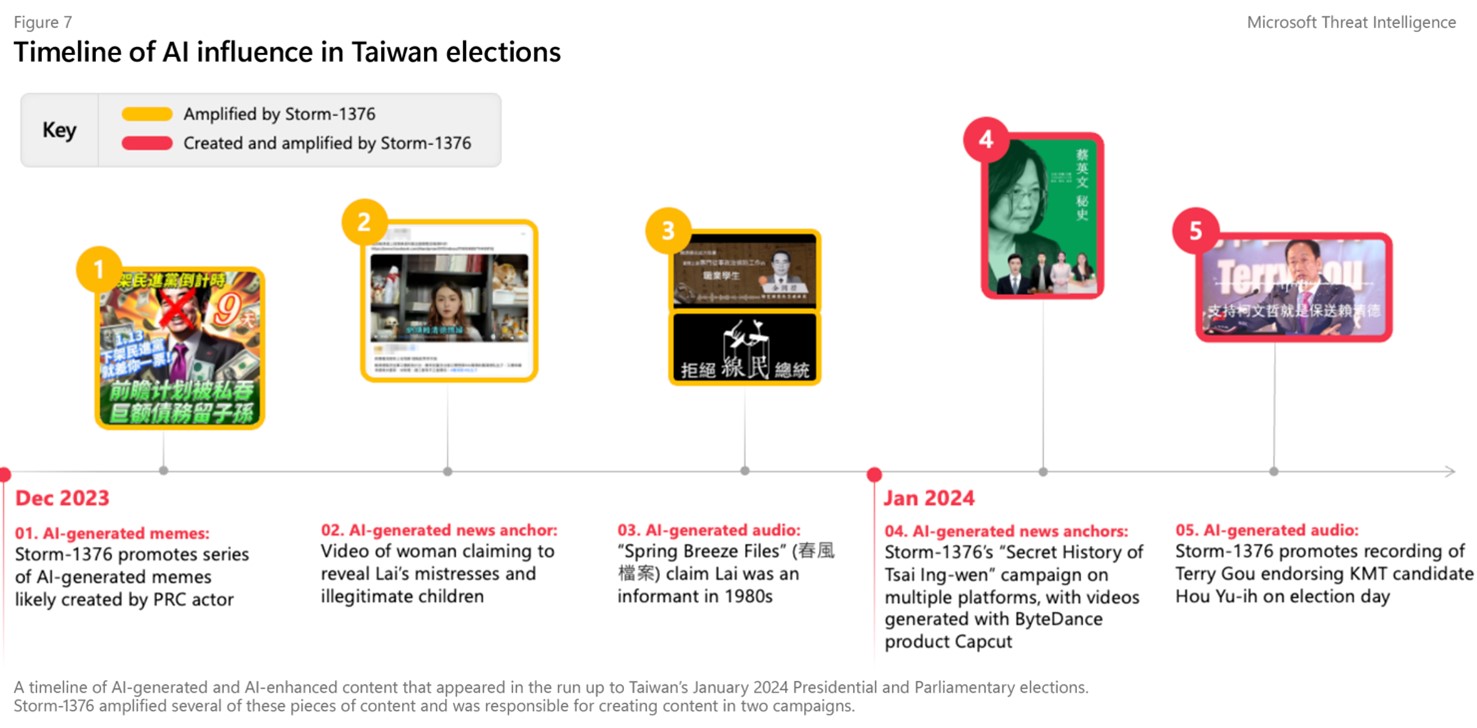 Figure 7
Microsoft Threat Intelligence
Timeline of AI influence in Taiwan elections
Key
Amplified by Storm-1376
Created and amplified by Storm-1376
1
架民進黨倒計時
9天
1.13
下架民進黨
就差你一票!
前瞻计划被私吞
巨额債務留子孫
2
3
職業學生
拒絕 線民 總統
4
蔡英文 秘史
5
Terry Gou
支持柯文哲就是保送賴清德
Dec 2023
01. AI-generated memes:
Storm-1376 promotes series
of AI-generated memes
likely created by PRC actor
02. AI-generated news anchor:
Video of woman claiming to
reveal Lai’s mistresses and
illegitimate children
03. AI-generated audio:
“Spring Breeze Files” (春風
檔案) claim Lai was an
informant in 1980s
Jan 2024
04. AI-generated news anchors:
Storm-1376’s “Secret History of
Tsai Ing-wen” campaign on
multiple platforms, with videos
generated with ByteDance
product Capcut
05. AI-generated audio:
Storm-1376 promotes recording of
Terry Gou endorsing KMT candidate
Hou Yu-ih on election day
A timeline of AI-generated and AI-enhanced content that appeared in the run up to Taiwan’s January 2024 Presidential and Parliamentary elections.
Storm-1376 amplified several of these pieces of content and was responsible for creating content in two campaigns.